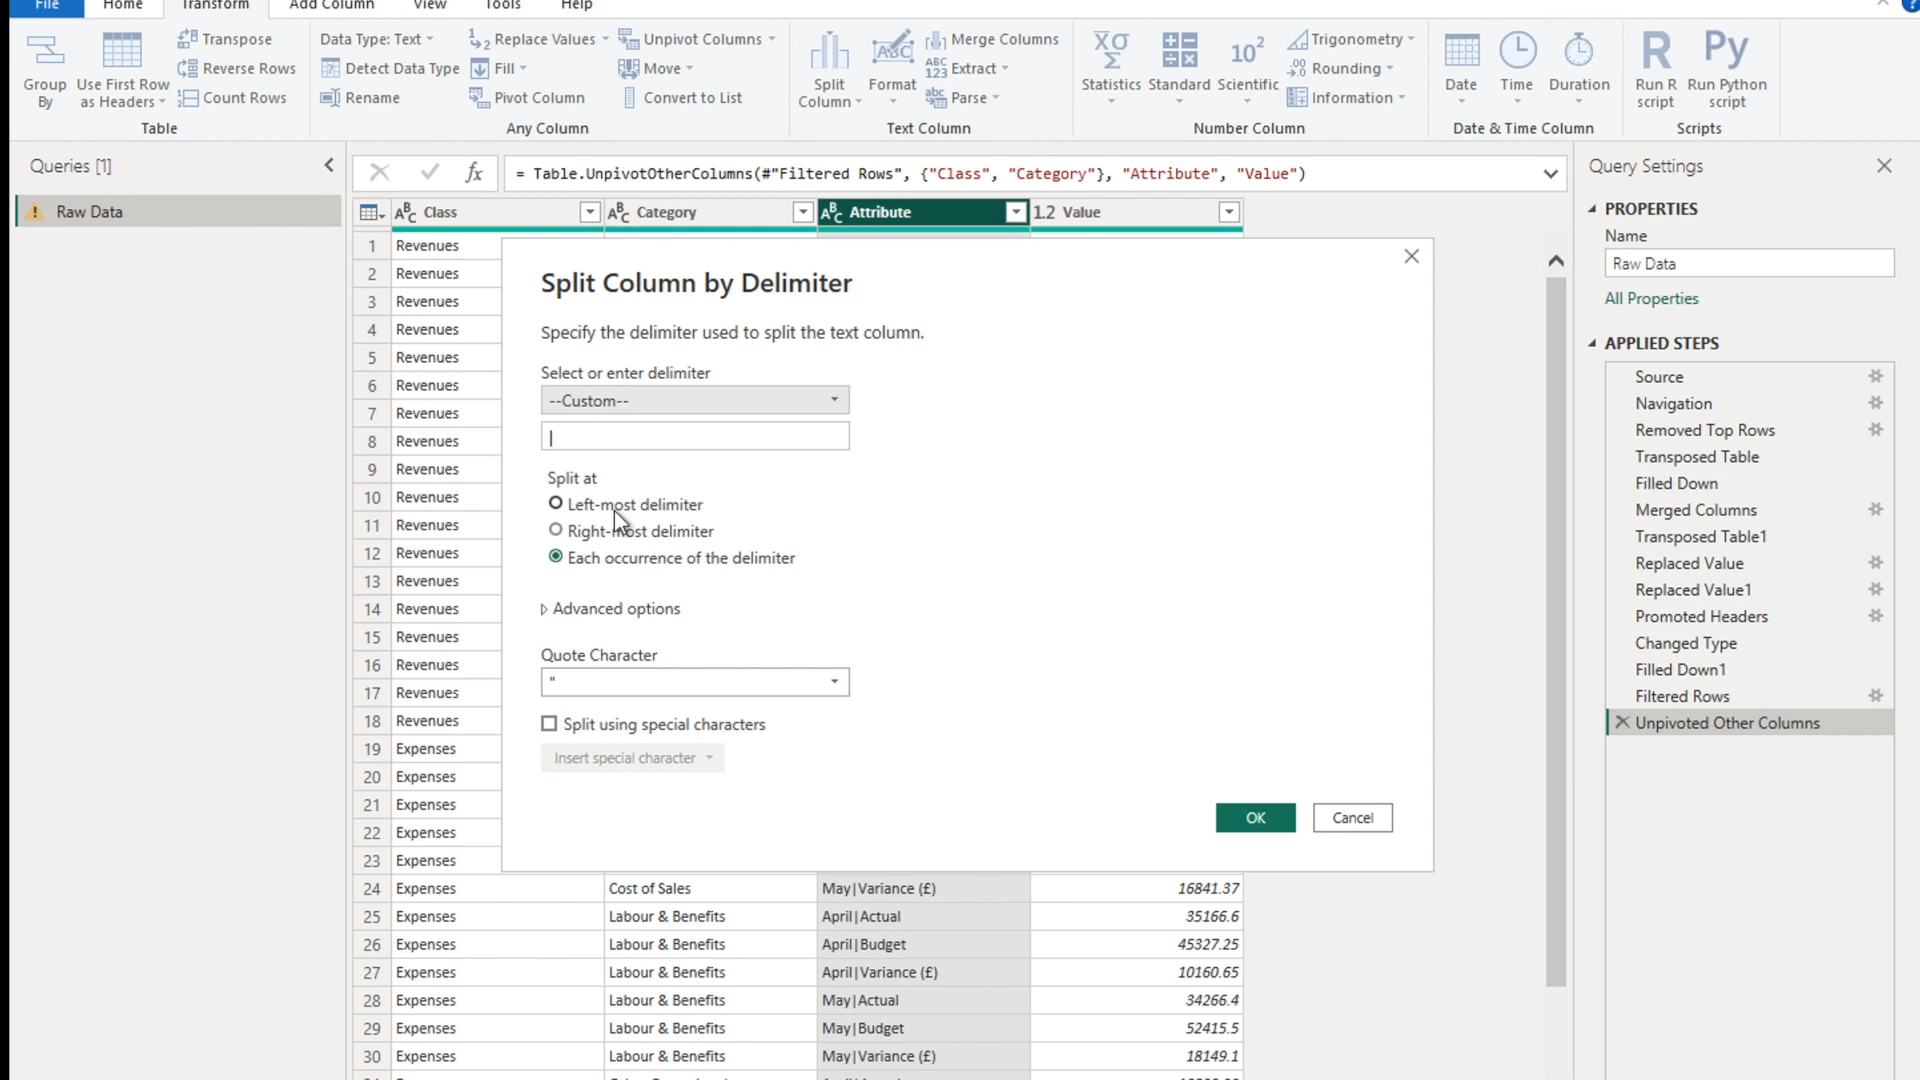 File Home Transform Add Column View Tools Help
Group By
Use First Row as Headers
Transpose
Reverse Rows
Count Rows
Table
Data Type: Text
Detect Data Type
Rename
Replace Values
Fill
Pivot Column
Unpivot Columns
Move
Convert to List
Any Column
Split Column
Format
Merge Columns
Extract
Parse
Text Column
Statistics
Standard
Scientific
Trigonometry
Rounding
Information
Number Column
Date
Time
Duration
Date & Time Column
Run R script
Run Python script
Scripts
Queries [1]
Raw Data
= Table.UnpivotOtherColumns(#"Filtered Rows", {"Class", "Category"}, "Attribute", "Value")
Class Category Attribute 1.2 Value
1 Revenues
2 Revenues
3 Revenues
4 Revenues
5 Revenues
6 Revenues
7 Revenues
8 Revenues
9 Revenues
10 Revenues
11 Revenues
12 Revenues
13 Revenues
14 Revenues
15 Revenues
16 Revenues
17 Revenues
18 Revenues
19 Expenses
20 Expenses
21 Expenses
22 Expenses
23 Expenses
24 Expenses Cost of Sales May|Variance (£) 16841.37
25 Expenses Labour & Benefits April|Actual 35166.6
26 Expenses Labour & Benefits April|Budget 45327.25
27 Expenses Labour & Benefits April|Variance (£) 10160.65
28 Expenses Labour & Benefits May|Actual 34266.4
29 Expenses Labour & Benefits May|Budget 52415.5
30 Expenses Labour & Benefits May|Variance (£) 18149.1
Split Column by Delimiter
Specify the delimiter used to split the text column.
Select or enter delimiter
--Custom--
|
Split at
Left-most delimiter
Right-most delimiter
Each occurrence of the delimiter
Advanced options
Quote Character
"
Split using special characters
Insert special character
OK Cancel
Query Settings
PROPERTIES
Name
Raw Data
All Properties
APPLIED STEPS
Source
Navigation
Removed Top Rows
Transposed Table
Filled Down
Merged Columns
Transposed Table1
Replaced Value
Replaced Value1
Promoted Headers
Changed Type
Filled Down1
Filtered Rows
Unpivoted Other Columns